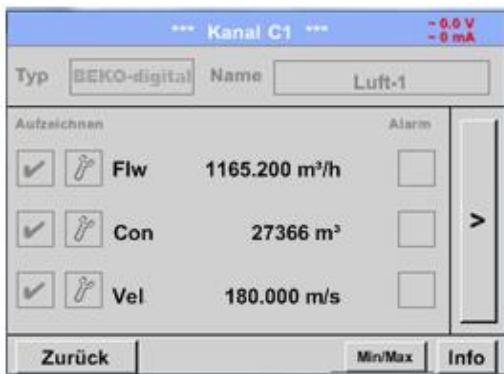 *** Kanal C1 ***
~ 0.0 V
~ 0 mA
Typ BEKO-digital Name Luft-1
Aufzeichnen Alarm
Flw 1165.200 m³/h
Con 27366 m³
>
Vel 180.000 m/s
Zurück Min/Max Info